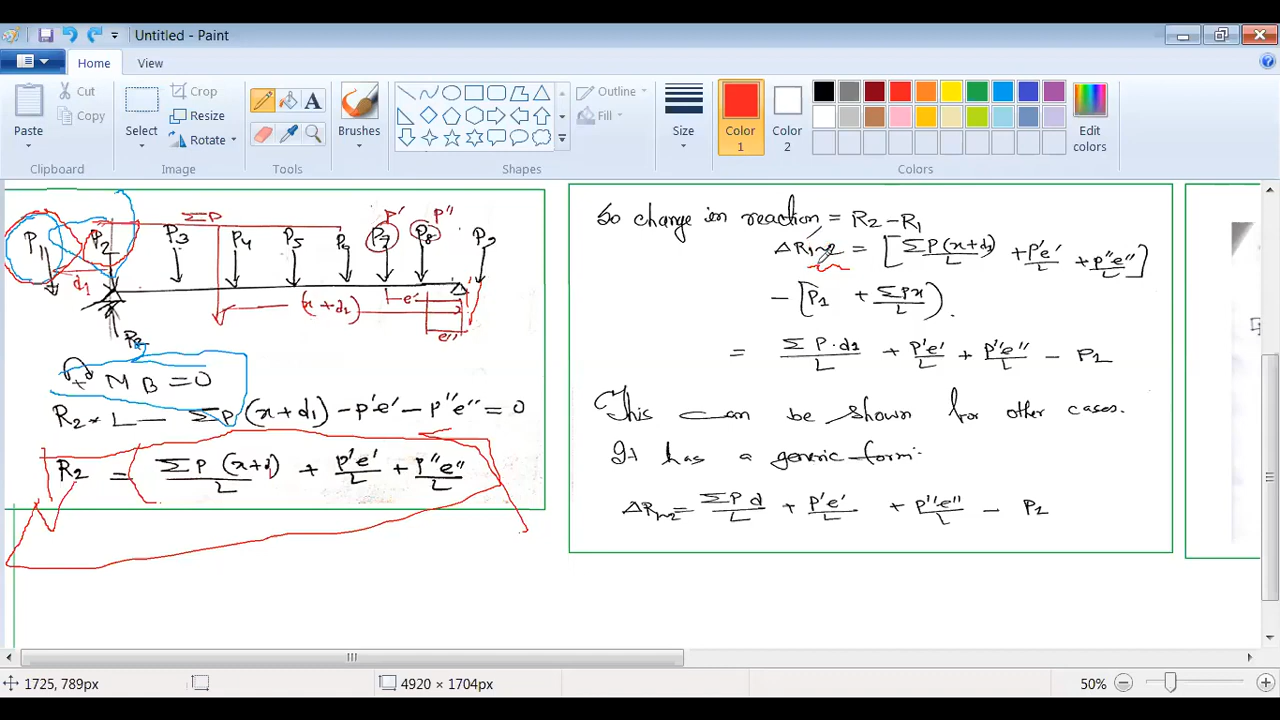 Untitled - Paint
Home View
Paste
Cut
Copy
Clipboard
Select
Crop
Resize
Rotate
Image
Tools
Brushes
Shapes
Outline
Fill
Size
Color 1
Color 2
Edit colors
Colors
ΣP P' P''
P1 P2 P3 P4 P5 P6 P7 P8 P9
d1 (x+d1) e'
e''
R2
+ M B = 0
R2 * L - ΣP (x+d1) - P'e' - P''e'' = 0
R2 = ΣP (x+d)/L + P'e'/L + P''e''/L
So change in reaction = R2 - R1
ΔR1~2 = [ΣP(x+d1)/L + P'e'/L + P''e''/L]
- [P1 + ΣPx/L)
= ΣP.d1/L + P'e'/L + P''e''/L - P1
This can be shown for other cases.
It has a generic form:
ΔR1~2 = ΣP d/L + P'e'/L + P''e''/L - P1
1725, 789px
4920 × 1704px
50%